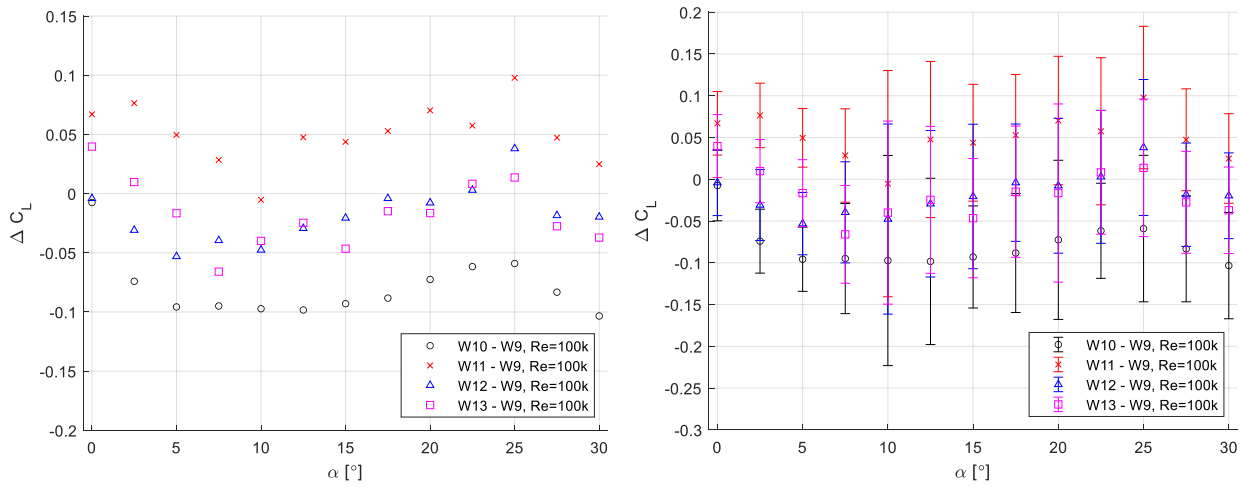 0.15
0.1
0.05
0
-0.05
-0.1
-0.15
-0.2
Δ C_L
0 5 10 15 20 25 30
α [°]
W10 - W9, Re=100k
W11 - W9, Re=100k
W12 - W9, Re=100k
W13 - W9, Re=100k
0.2
0.15
0.1
0.05
0
-0.05
-0.1
-0.15
-0.2
-0.25
-0.3
Δ C_L
0 5 10 15 20 25 30
α [°]
W10 - W9, Re=100k
W11 - W9, Re=100k
W12 - W9, Re=100k
W13 - W9, Re=100k